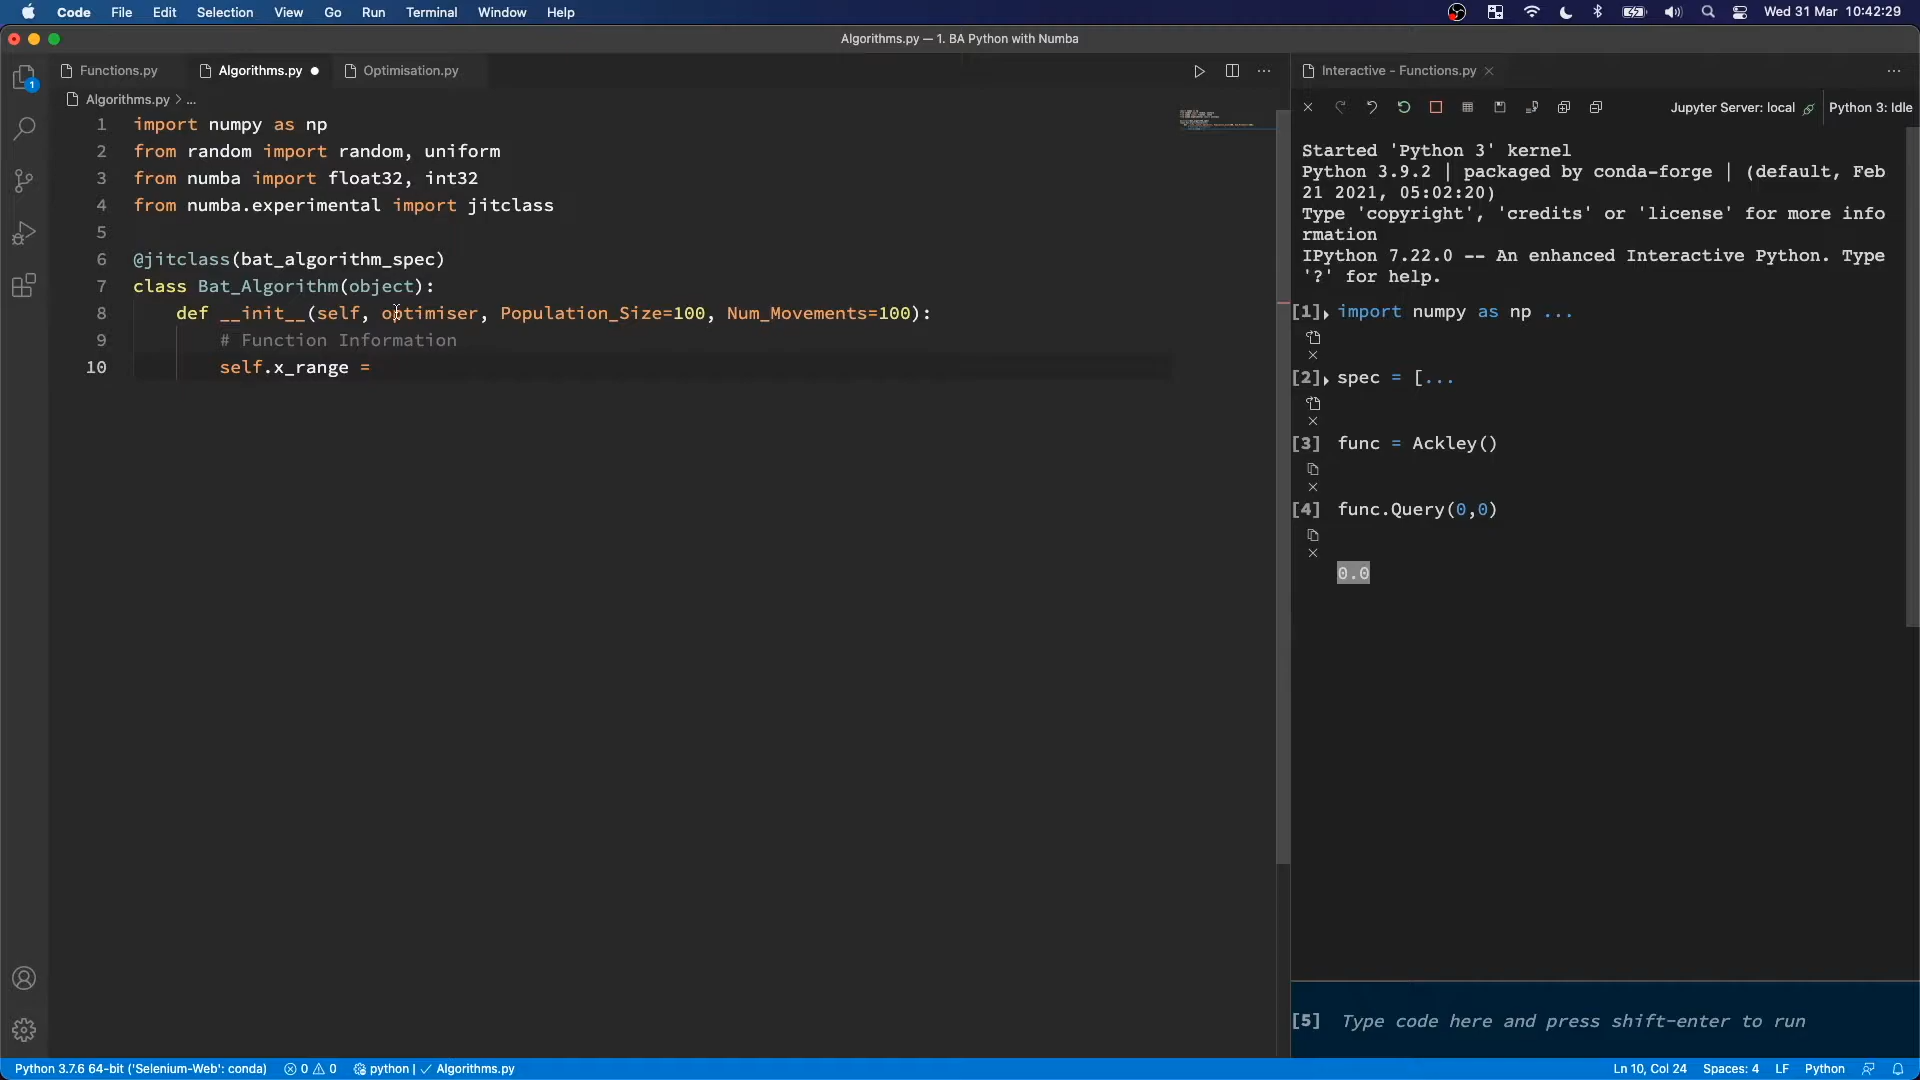 Code File Edit Selection View Go Run Terminal Window Help Wed 31 Mar 10:42:29
Algorithms.py — 1. BA Python with Numba
Functions.py Algorithms.py Optimisation.py
Algorithms.py > ...
1 import numpy as np
2 from random import random, uniform
3 from numba import float32, int32
4 from numba.experimental import jitclass
5
6 @jitclass(bat_algorithm_spec)
7 class Bat_Algorithm(object):
8 def __init__(self, optimiser, Population_Size=100, Num_Movements=100):
9 # Function Information
10 self.x_range =
1
Interactive - Functions.py
Jupyter Server: local Python 3: Idle
Started 'Python 3' kernel
Python 3.9.2 | packaged by conda-forge | (default, Feb
21 2021, 05:02:20)
Type 'copyright', 'credits' or 'license' for more info
rmation
IPython 7.22.0 -- An enhanced Interactive Python. Type
'?' for help.
[1] import numpy as np ...
[2] spec = [...
[3] func = Ackley()
[4] func.Query(0,0)
0.0
[5] Type code here and press shift-enter to run
Python 3.7.6 64-bit ('Selenium-Web': conda) 0 0 python | ✓ Algorithms.py Ln 10, Col 24 Spaces: 4 LF Python